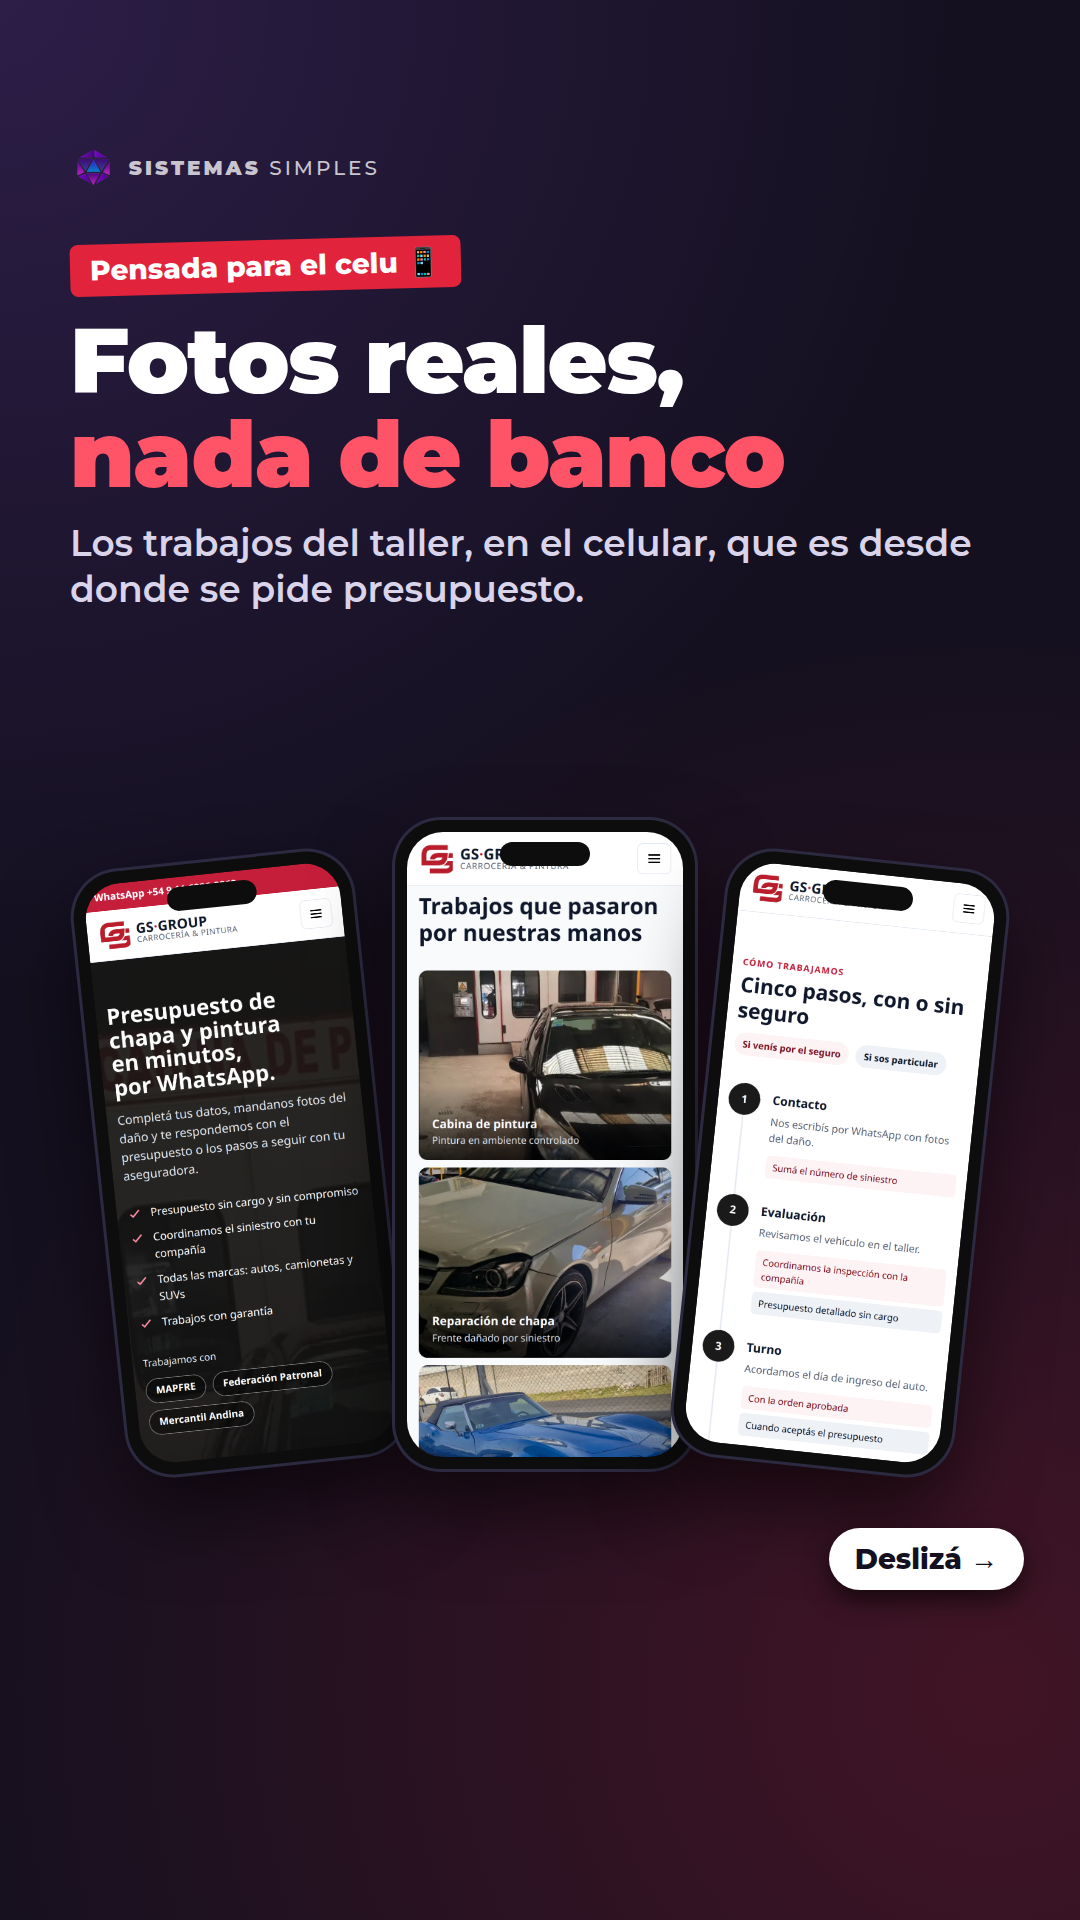 SISTEMAS SIMPLES
Pensada para el celu
Fotos reales,
nada de banco
Los trabajos del taller, en el celular, que es desde
donde se pide presupuesto.
WhatsApp +54 9
GS·GROUP
CARROCERÍA & PINTURA
Presupuesto de
chapa y pintura
en minutos,
por WhatsApp.
Completá tus datos, mandanos fotos del
daño y te respondemos con el
presupuesto o los pasos a seguir con tu
aseguradora.
Presupuesto sin cargo y sin compromiso
Coordinamos el siniestro con tu
compañía
Todas las marcas: autos, camionetas y
SUVs
Trabajos con garantía
Trabajamos con
MAPFRE
Federación Patronal
Mercantil Andina
CARROCERÍA & PINTURA
Trabajos que pasaron
por nuestras manos
Cabina de pintura
Pintura en ambiente controlado
Reparación de chapa
Frente dañado por siniestro
CÓMO TRABAJAMOS
Cinco pasos, con o sin
seguro
Si venís por el seguro
Si sos particular
1
Contacto
Nos escribís por WhatsApp con fotos
del daño.
Sumá el número de siniestro
2
Evaluación
Revisamos el vehículo en el taller.
Coordinamos la inspección con la
compañía
Presupuesto detallado sin cargo
3
Turno
Acordamos el día de ingreso del auto.
Con la orden aprobada
Cuando aceptás el presupuesto
Deslizá →